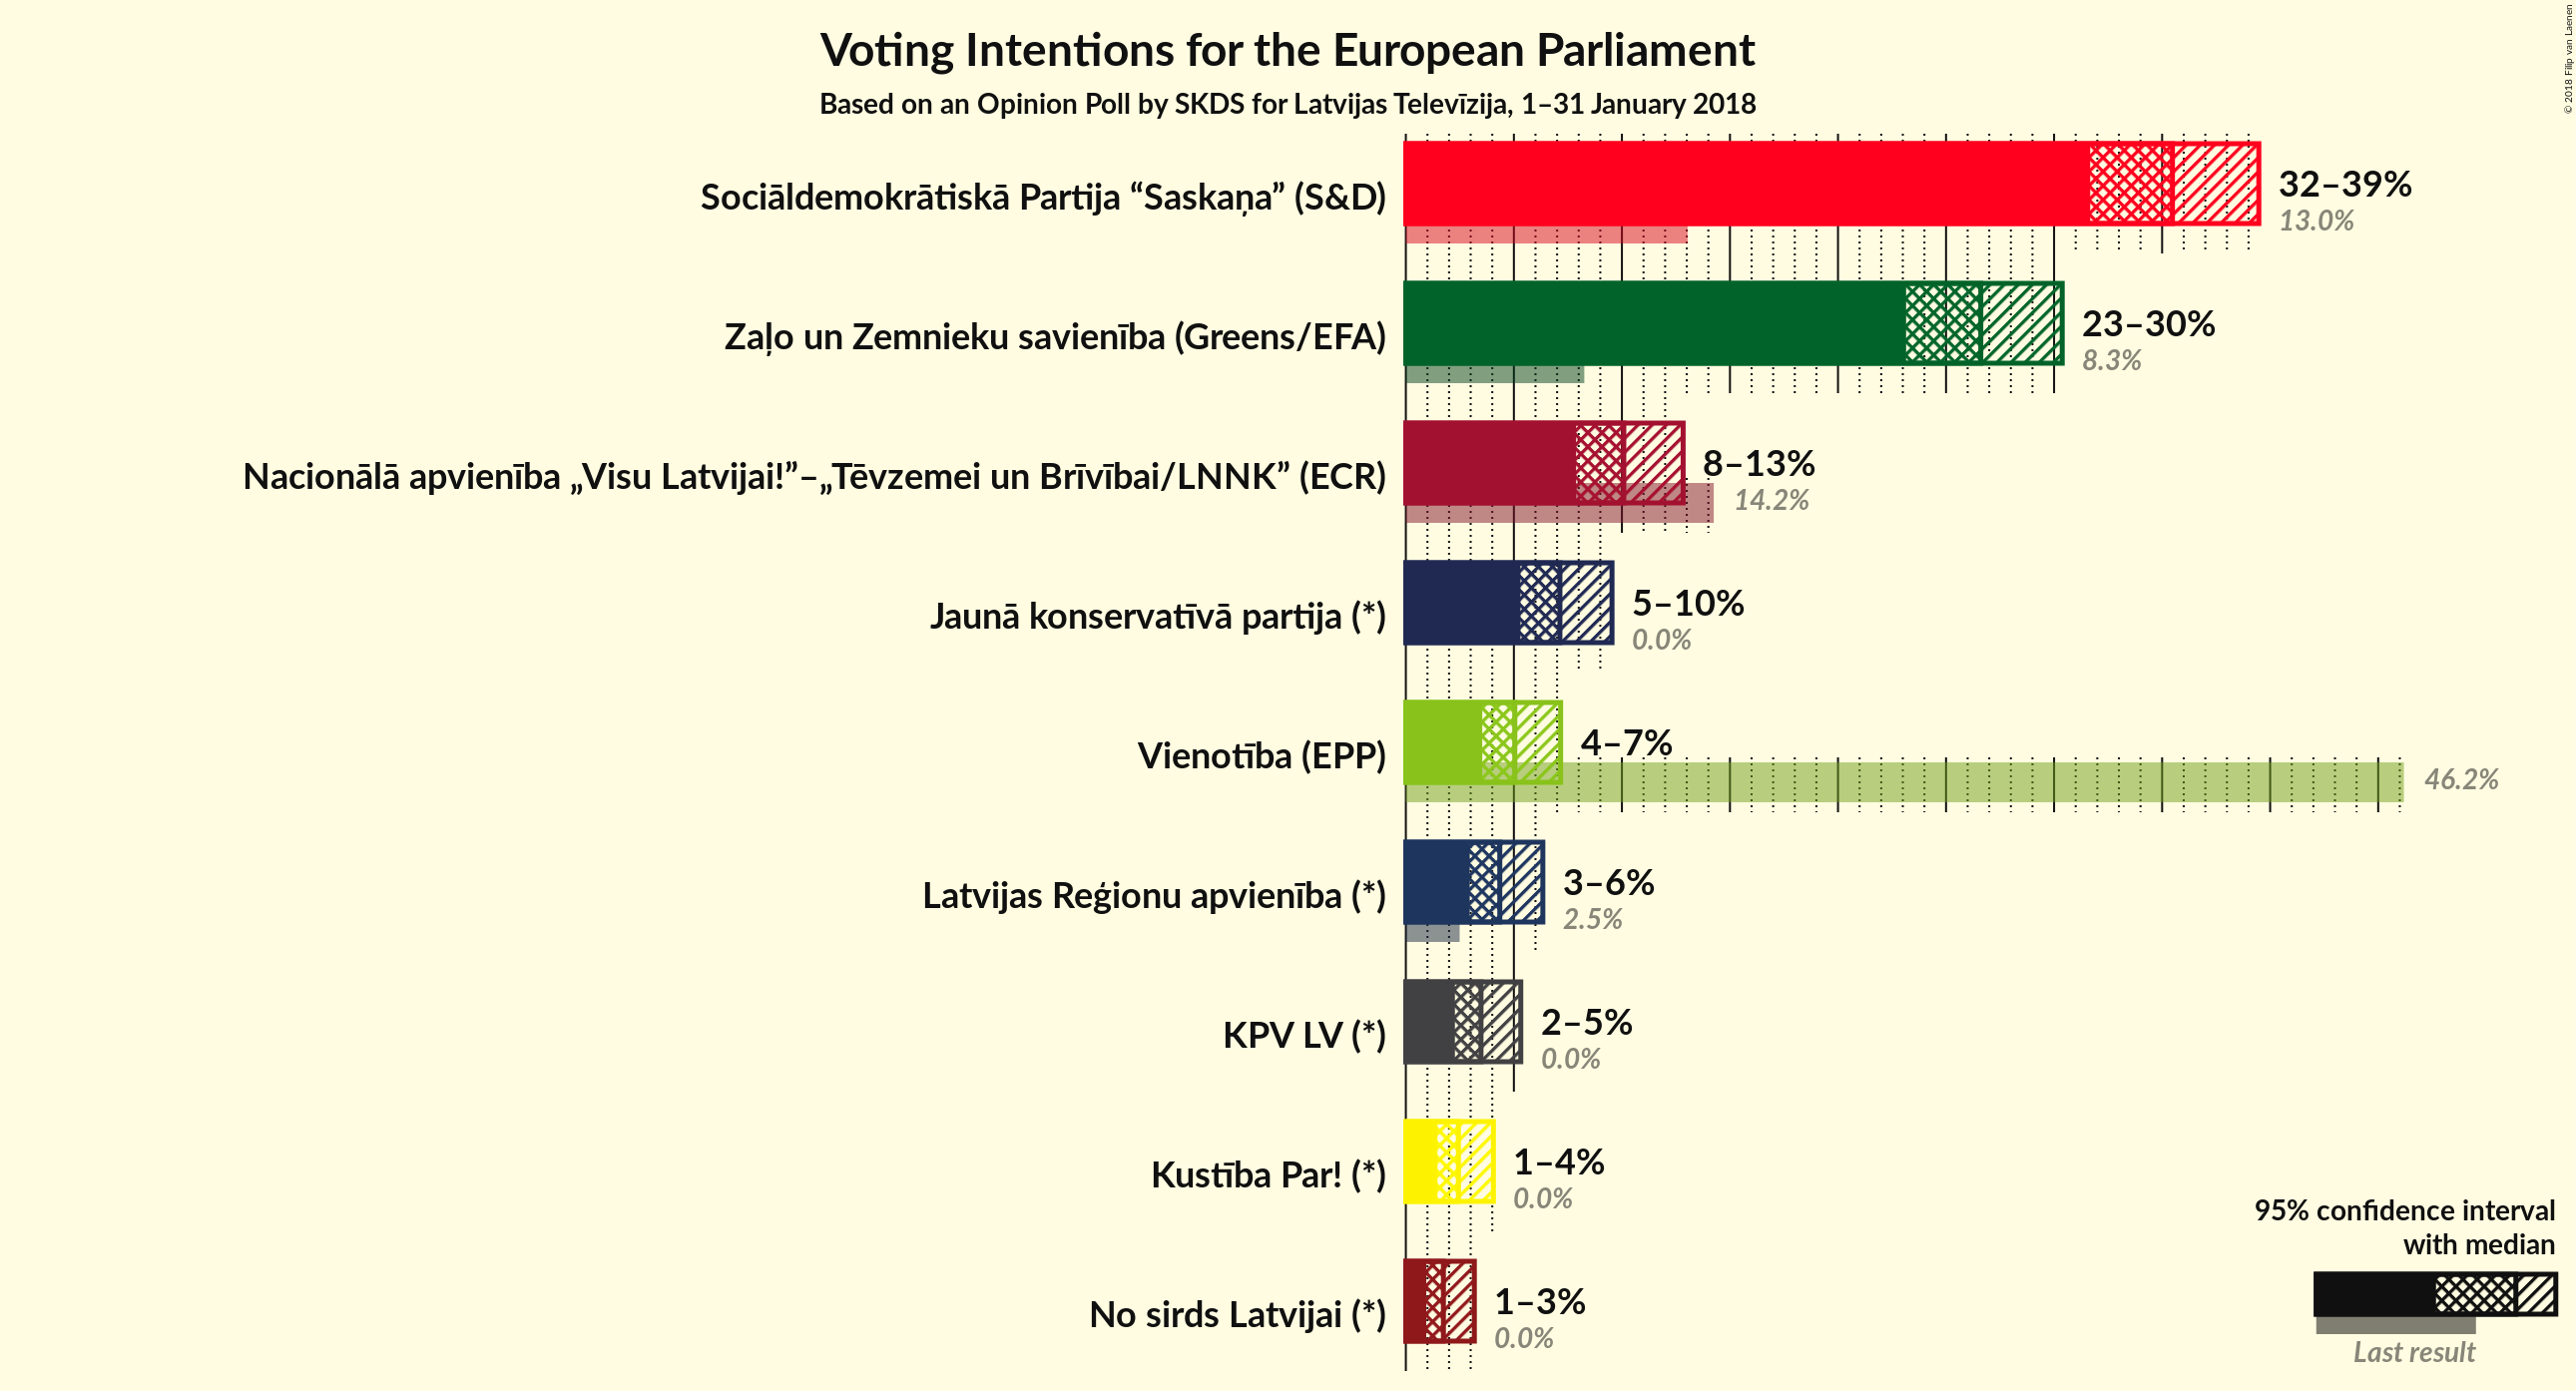 Voting Intentions for the European Parliament
Based on an Opinion Poll by SKDS for Latvijas Televīzija, 1–31 January 2018
© 2018 Filip van Laenen
Sociāldemokrātiskā Partija “Saskaņa” (S&D)
32–39%
13.0%
Zaļo un Zemnieku savienība (Greens/EFA)
23–30%
8.3%
Nacionālā apvienība „Visu Latvijai!”–„Tēvzemei un Brīvībai/LNNK” (ECR)
8–13%
14.2%
Jaunā konservatīvā partija (*)
5–10%
0.0%
Vienotība (EPP)
4–7%
46.2%
Latvijas Reģionu apvienība (*)
3–6%
2.5%
KPV LV (*)
2–5%
0.0%
Kustība Par! (*)
1–4%
0.0%
No sirds Latvijai (*)
1–3%
0.0%
95% confidence interval
with median
Last result